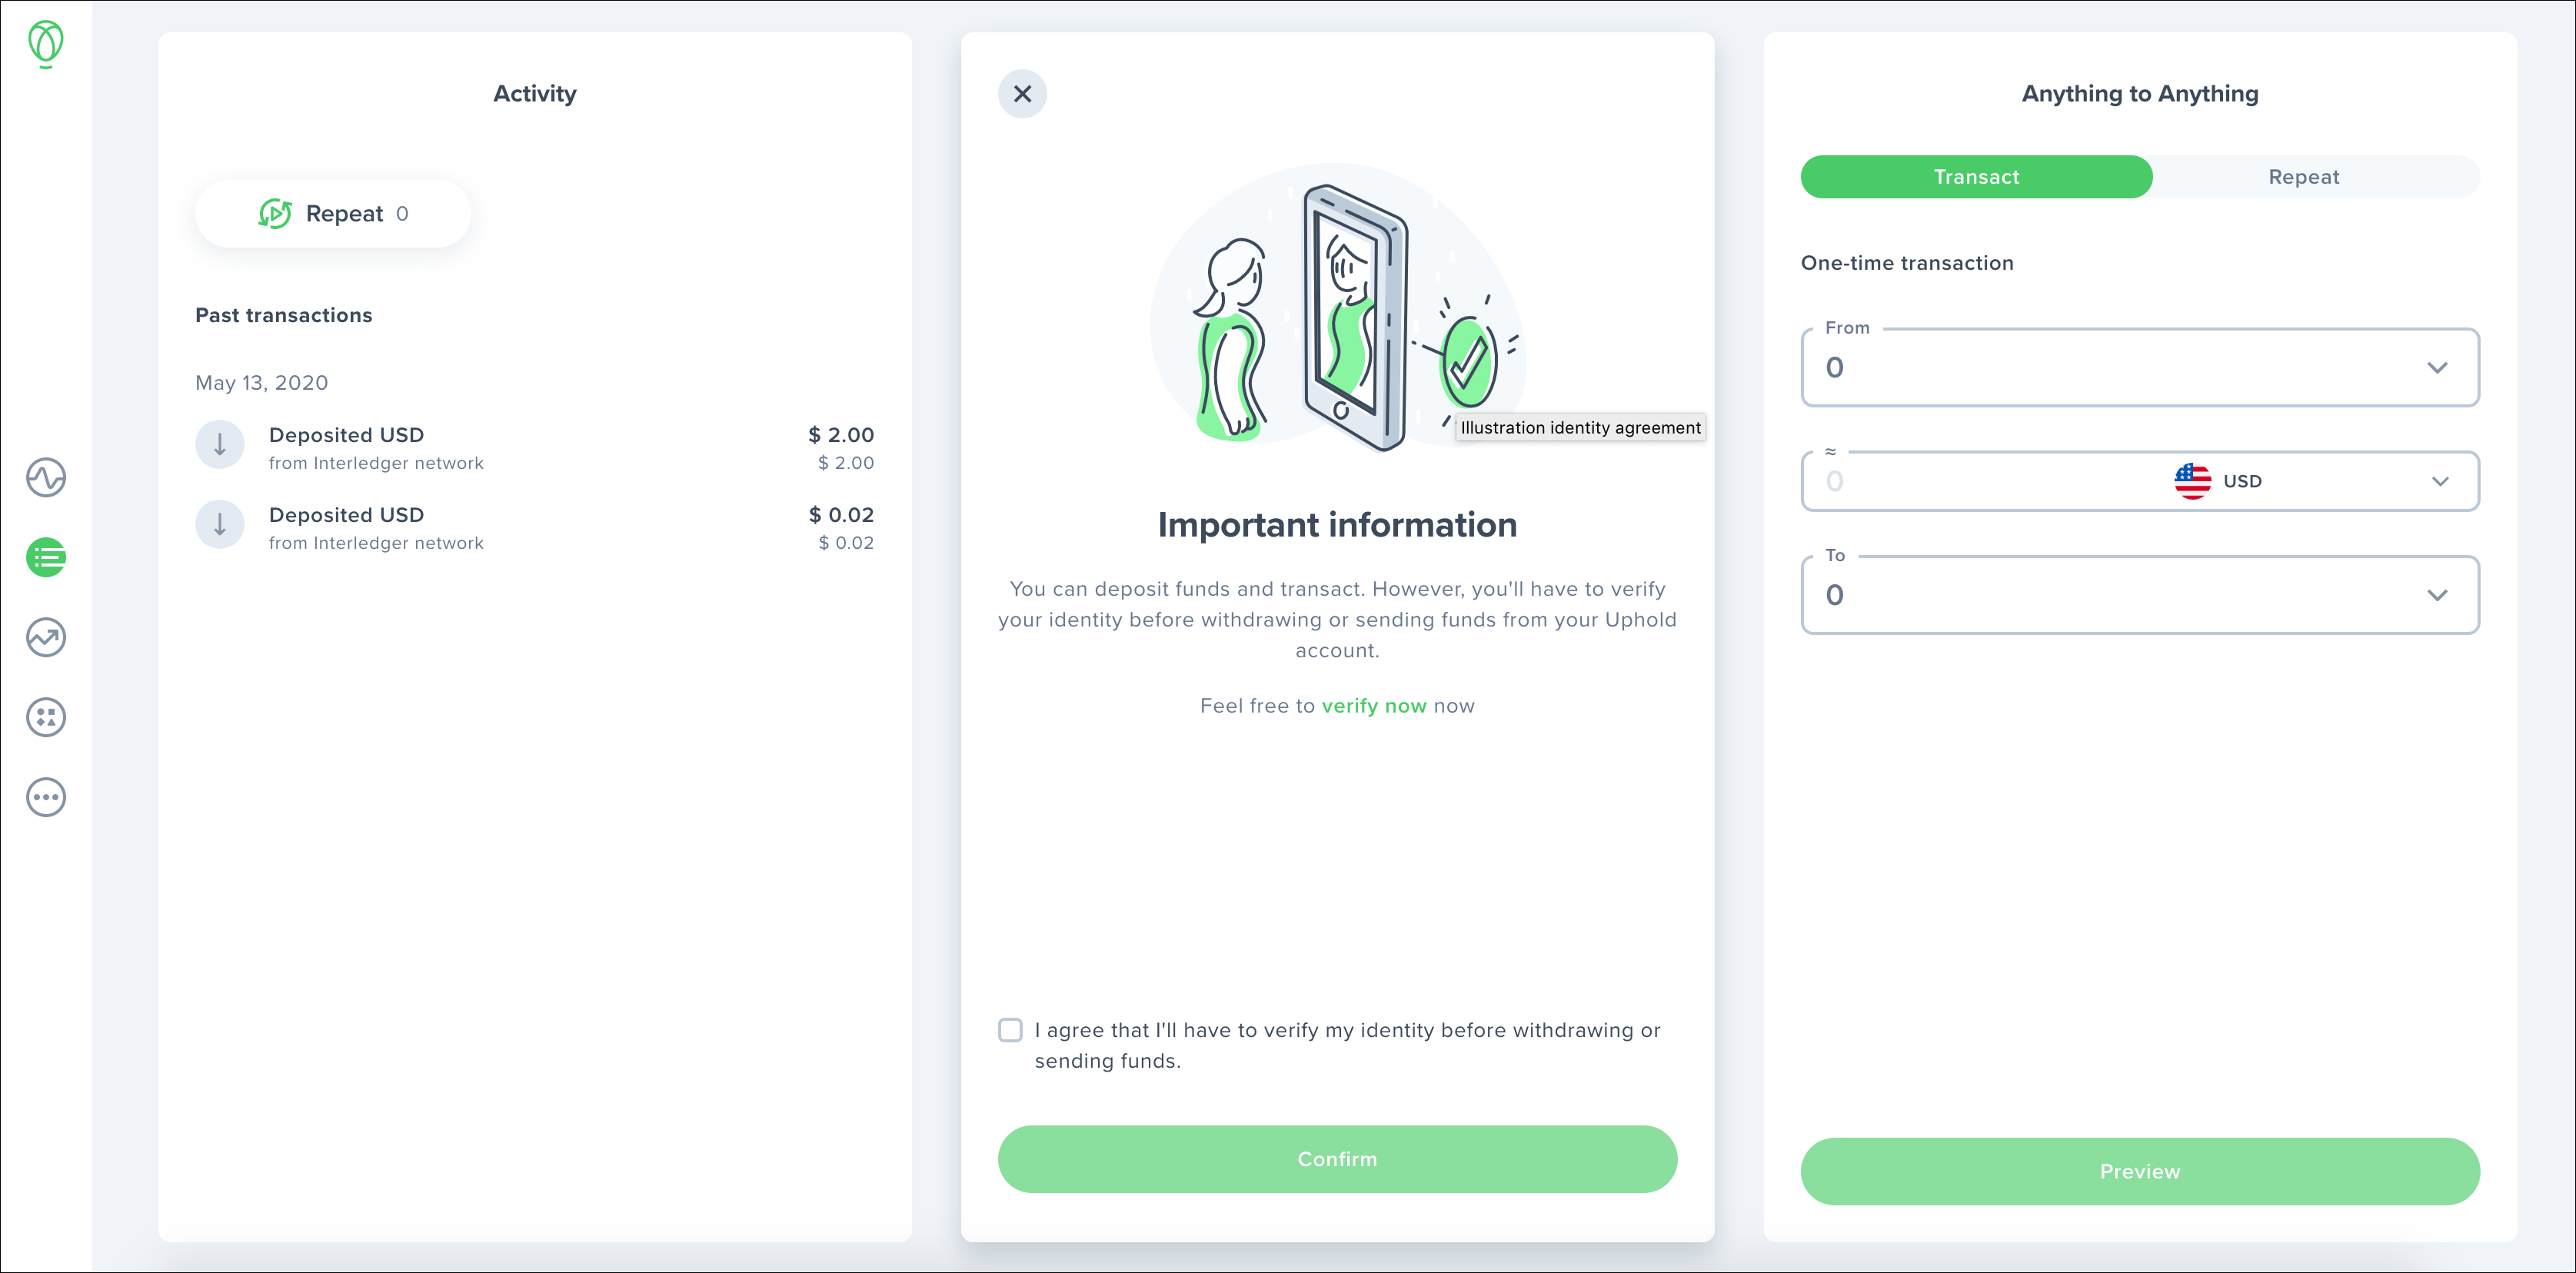 Activity
Repeat 0
Past transactions
May 13, 2020
Deposited USD $ 2.00
from Interledger network $ 2.00
Deposited USD $ 0.02
from Interledger network $ 0.02
Illustration identity agreement
Important information
You can deposit funds and transact. However, you'll have to verify
your identity before withdrawing or sending funds from your Uphold
account.
Feel free to verify now now
I agree that I'll have to verify my identity before withdrawing or
sending funds.
Confirm
Anything to Anything
Transact Repeat
One-time transaction
From
0
≈
0 USD
To
0
Preview